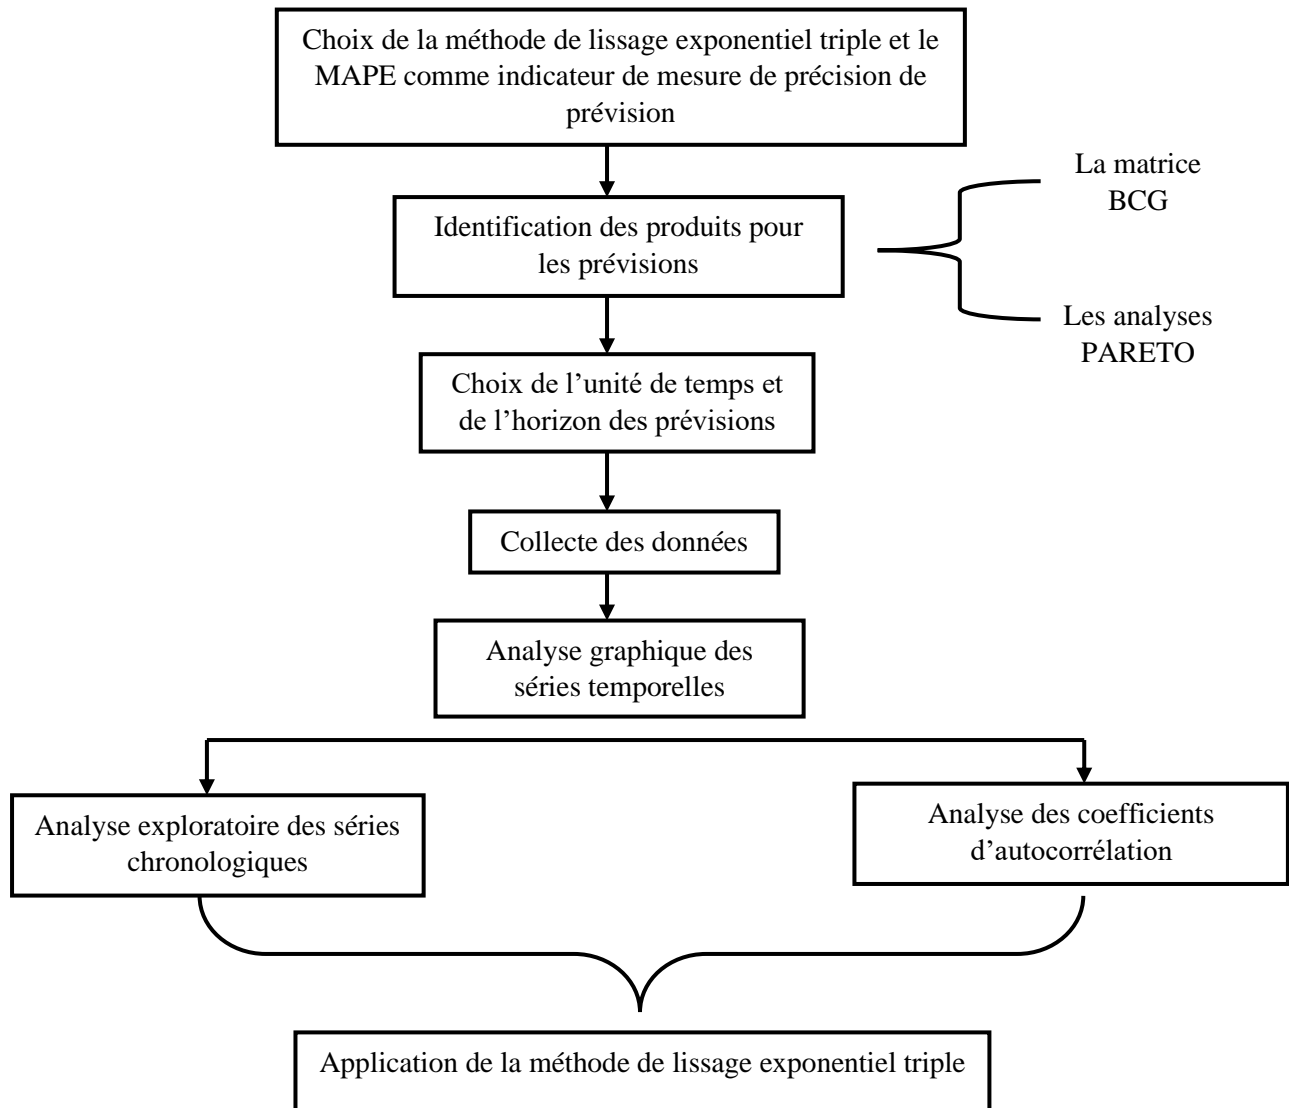 Choix de la méthode de lissage exponentiel triple et le
MAPE comme indicateur de mesure de précision de
prévision
La matrice
BCG
Identification des produits pour
les prévisions
Les analyses
PARETO
Choix de l’unité de temps et
de l’horizon des prévisions
Collecte des données
Analyse graphique des
séries temporelles
Analyse exploratoire des séries
chronologiques
Analyse des coefficients
d’autocorrélation
Application de la méthode de lissage exponentiel triple